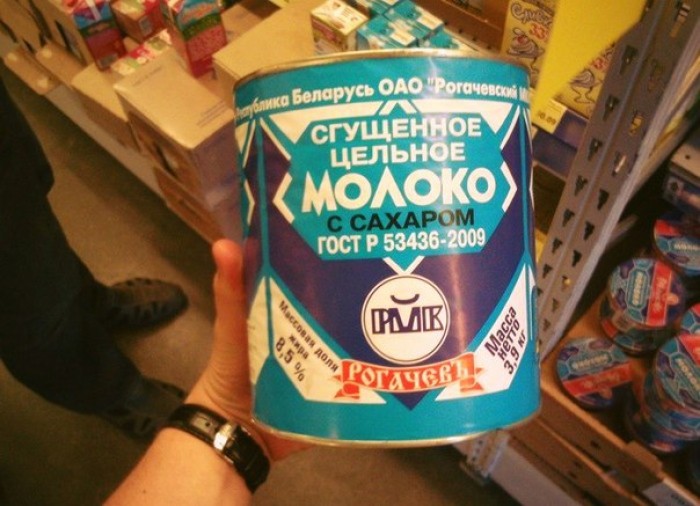 Республика Беларусь ОАО "Рогачевский
СГУЩЕННОЕ
ЦЕЛЬНОЕ
МОЛОКО
С САХАРОМ
ГОСТ Р 53436-2009
РМК
Массовая доля
жира
8,5 %
Масса
нетто
3,9 кг
РОГАЧЕВЪ